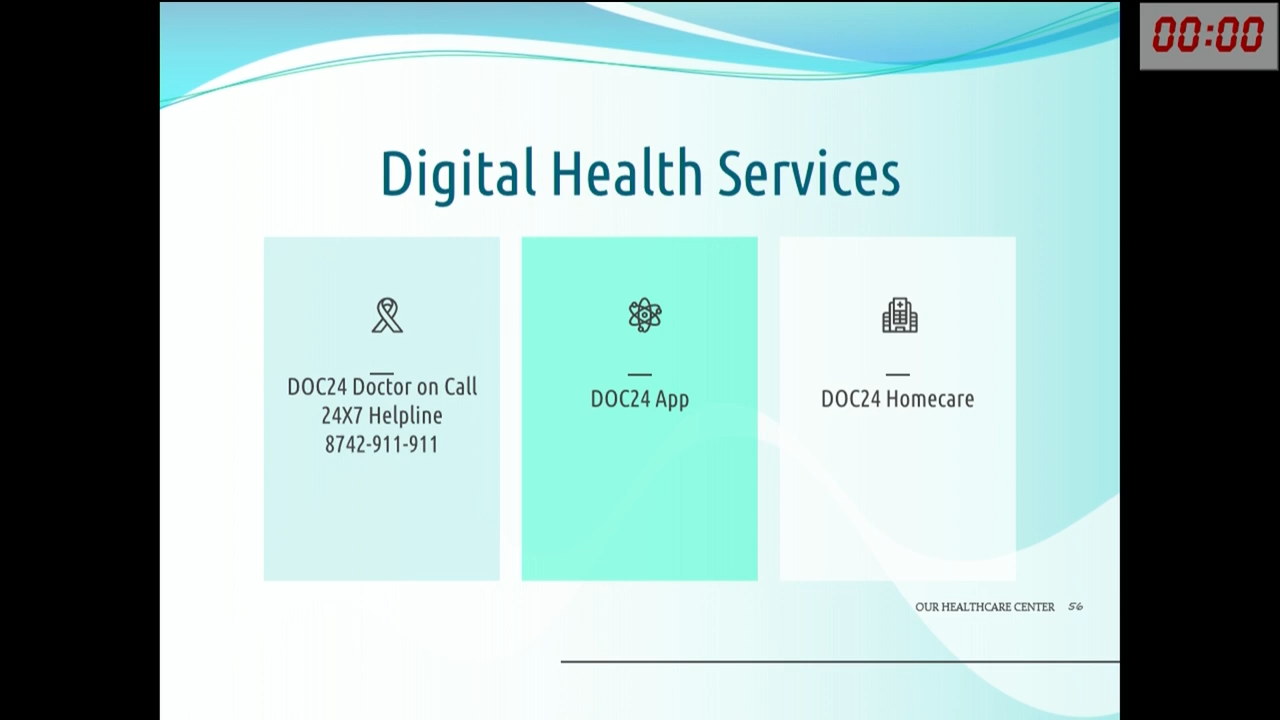 00:00
Digital Health Services
DOC24 Doctor on Call
24X7 Helpline
8742-911-911
DOC24 App
DOC24 Homecare
OUR HEALTHCARE CENTER 56